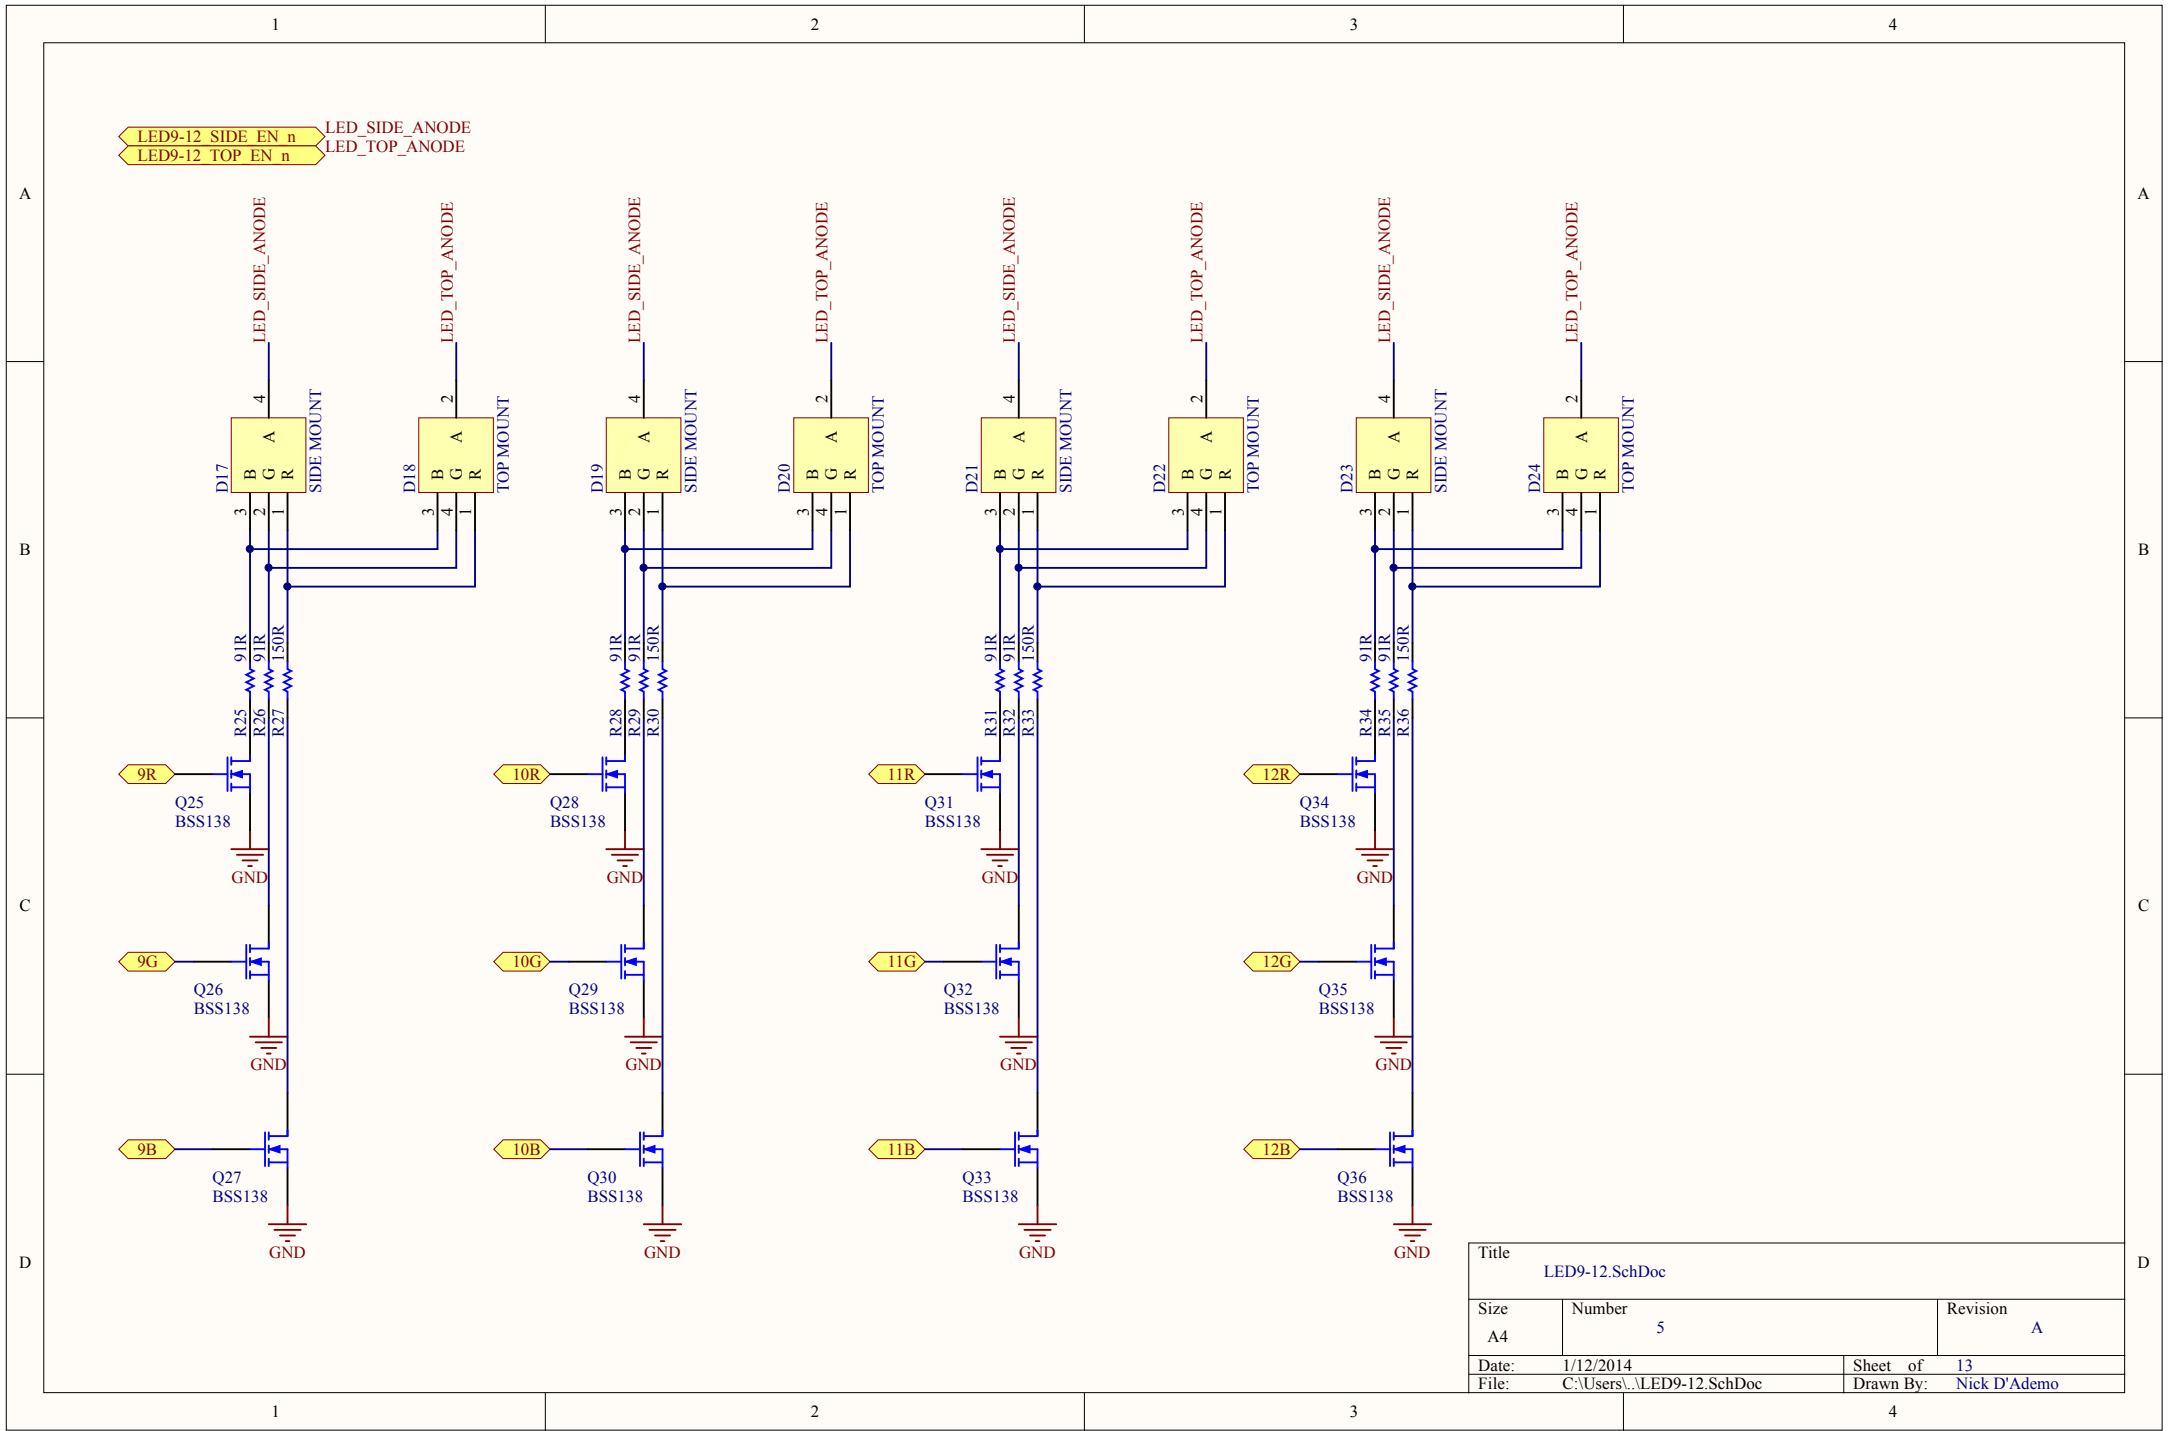 1 2 3 4
LED9-12_SIDE_EN_n LED_SIDE_ANODE
LED9-12_TOP_EN_n LED_TOP_ANODE
A A
LED_SIDE_ANODE LED_TOP_ANODE LED_SIDE_ANODE LED_TOP_ANODE LED_SIDE_ANODE LED_TOP_ANODE LED_SIDE_ANODE LED_TOP_ANODE
4 2 4 2 4 2 4 2
A A A A A A A A
B G R B G R B G R B G R B G R B G R B G R B G R
D17 SIDE MOUNT D18 TOP MOUNT D19 SIDE MOUNT D20 TOP MOUNT D21 SIDE MOUNT D22 TOP MOUNT D23 SIDE MOUNT D24 TOP MOUNT
3 2 1 3 4 1 3 2 1 3 4 1 3 2 1 3 4 1 3 2 1 3 4 1
B B
91R 91R 150R 91R 91R 150R 91R 91R 150R 91R 91R 150R
R25 R26 R27 R28 R29 R30 R31 R32 R33 R34 R35 R36
9R 10R 11R 12R
Q25 Q28 Q31 Q34
BSS138 BSS138 BSS138 BSS138
GND GND GND GND
C C
9G 10G 11G 12G
Q26 Q29 Q32 Q35
BSS138 BSS138 BSS138 BSS138
GND GND GND GND
9B 10B 11B 12B
Q27 Q30 Q33 Q36
BSS138 BSS138 BSS138 BSS138
GND GND GND GND
D D
Title
LED9-12.SchDoc
Size Number Revision
A4 5 A
Date: 1/12/2014 Sheet of 13
File: C:\Users\..\LED9-12.SchDoc Drawn By: Nick D'Ademo
1 2 3 4